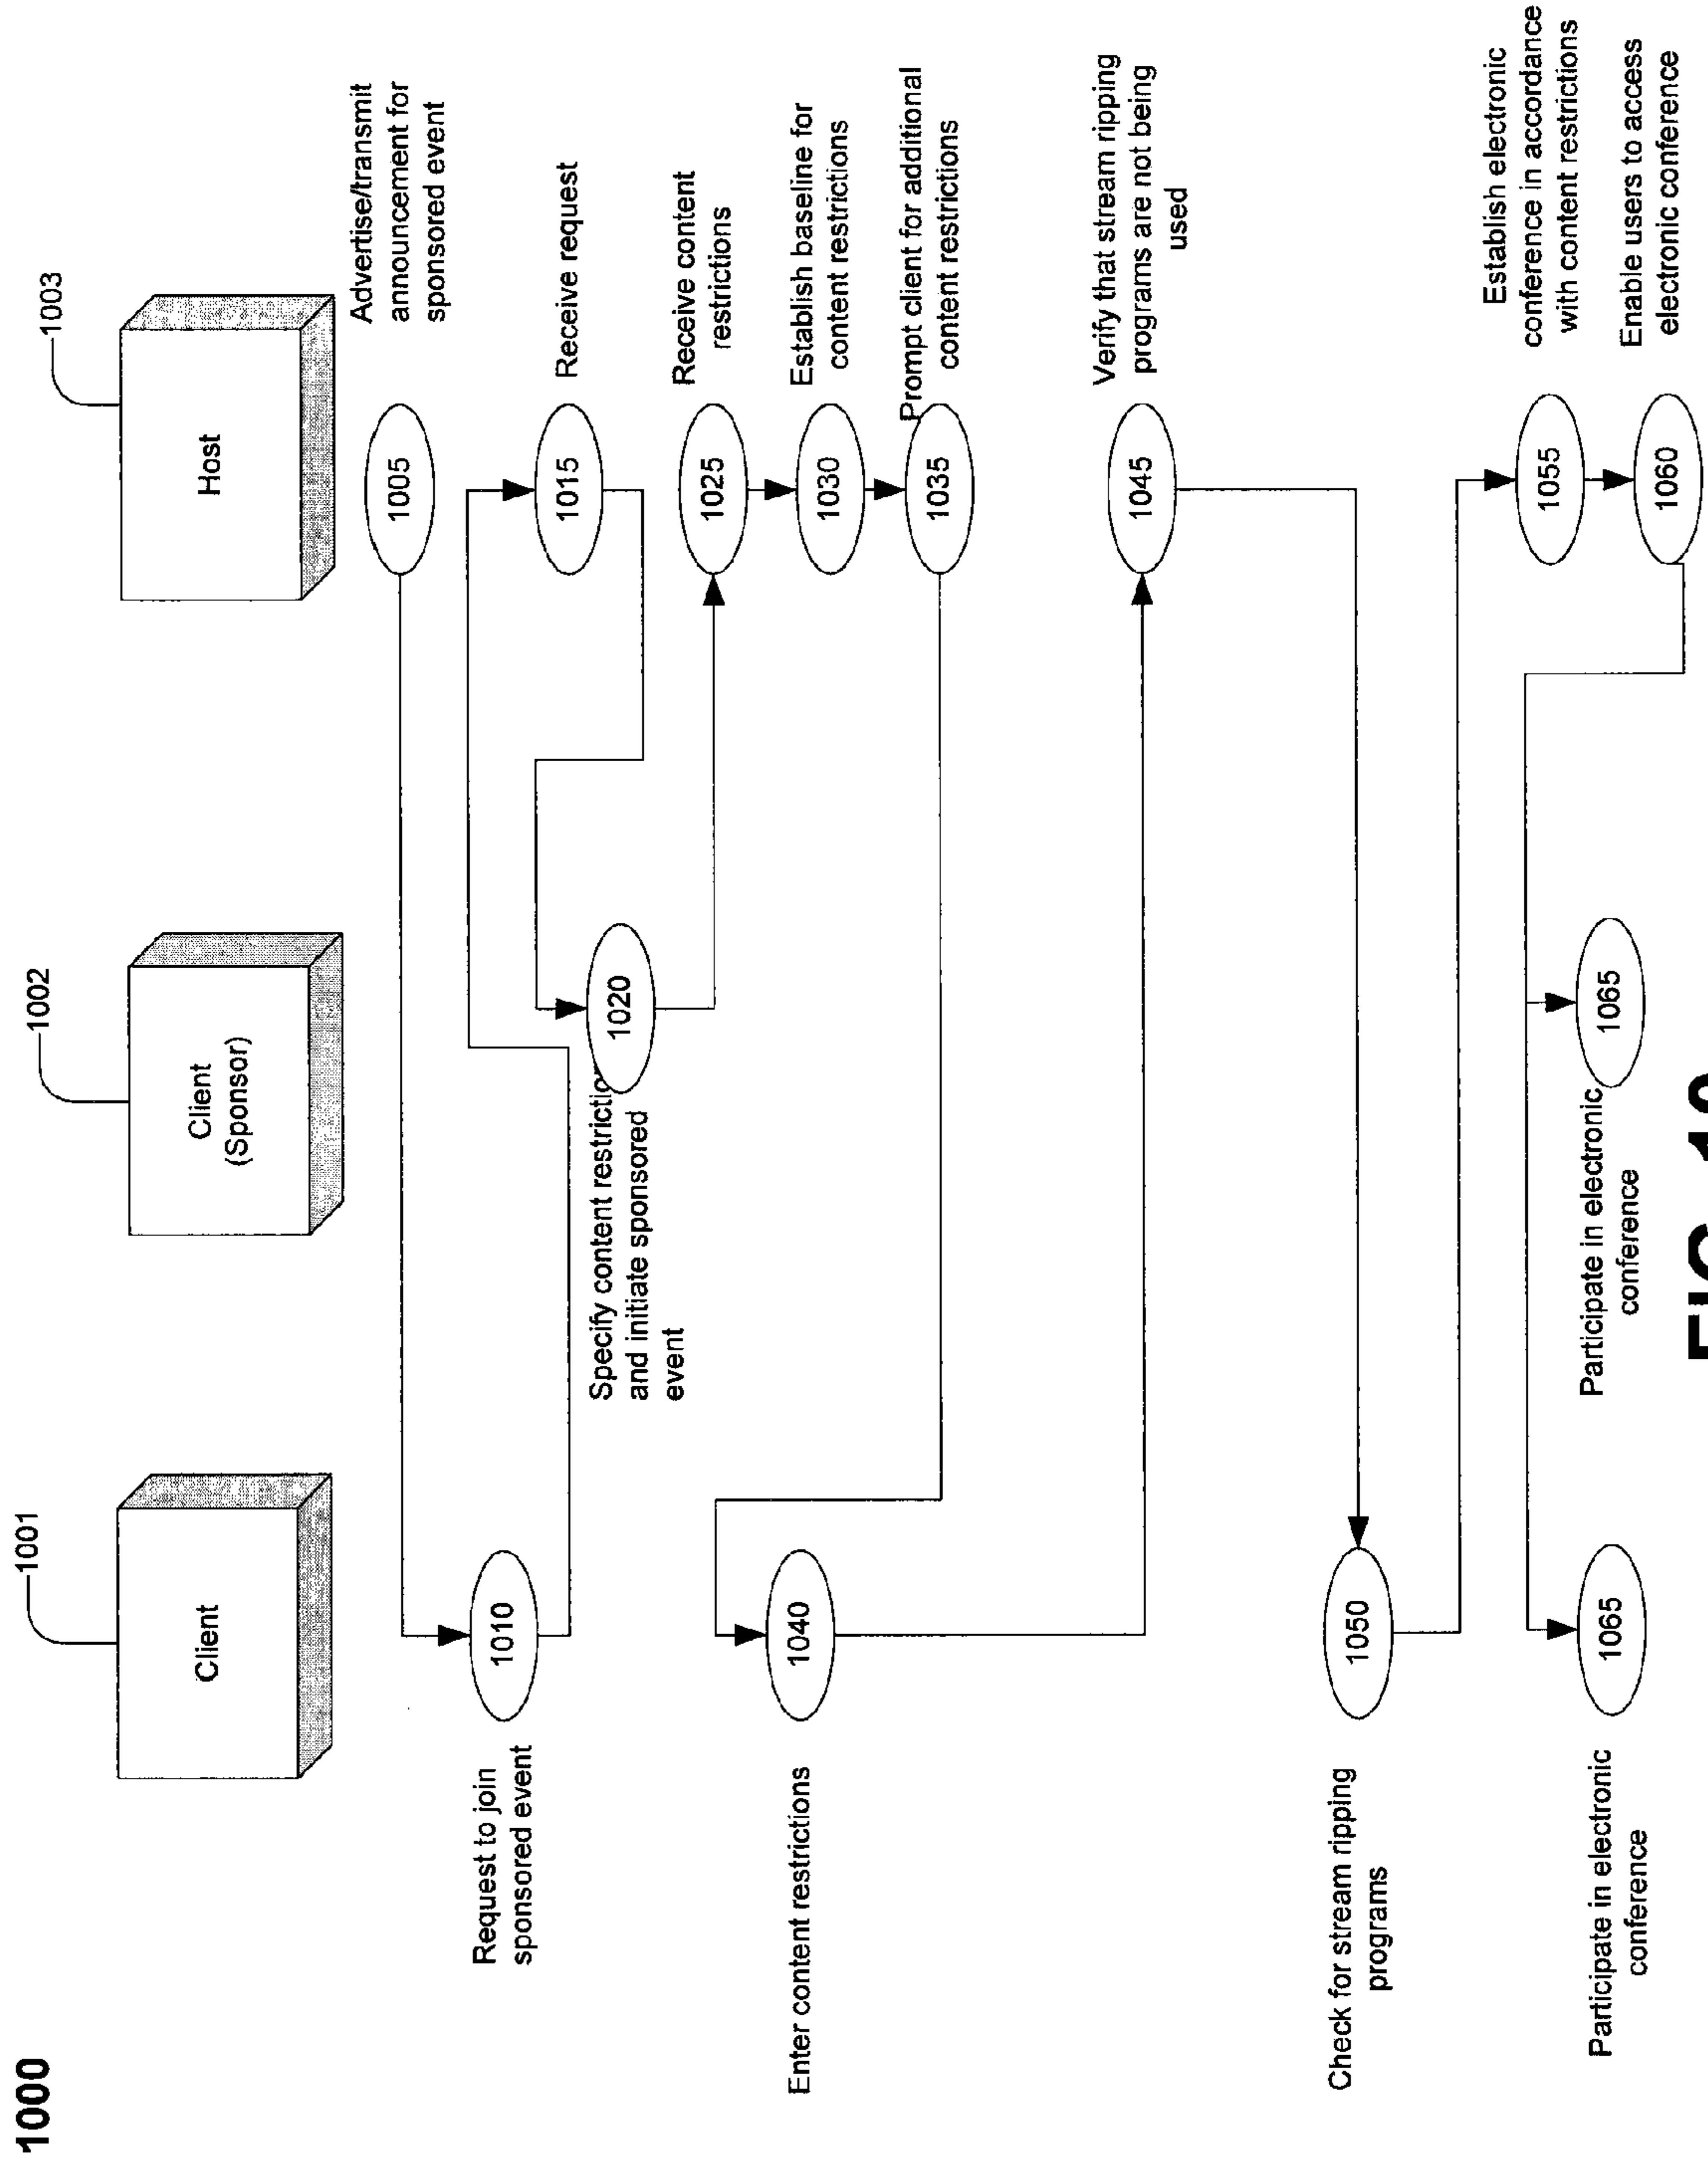 1000
1001
Client
1002
Client
(Sponsor)
1003
Host
Advertise/transmit
announcement for
sponsored event
1005
Request to join
sponsored event
1010
1015
Receive request
Specify content restrictio
and initiate sponsored
event
1020
1025
Receive content
restrictions
1030
Establish baseline for
content restrictions
1035
Prompt client for additional
content restrictions
Enter content restrictions
1040
1045
Verify that stream ripping
programs are not being
used
Check for stream ripping
programs
1050
1055
Establish electronic
conference in accordance
with content restrictions
1060
Enable users to access
electronic conference
Participate in electronic
conference
1065
Participate in electronic
conference
1065